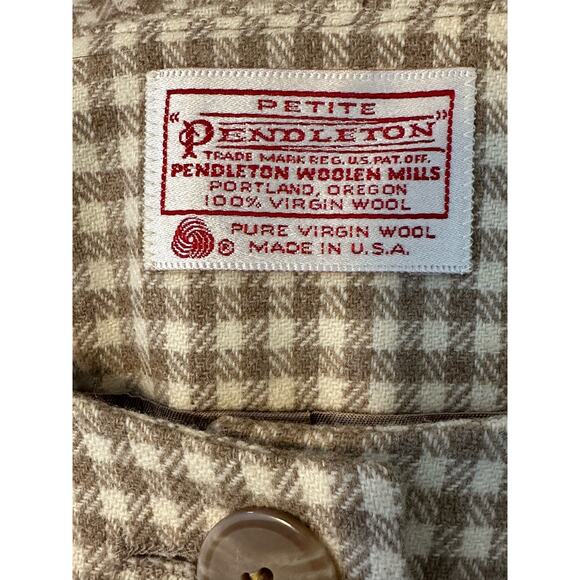 PETITE
"PENDLETON"
TRADE MARK REG. U.S. PAT. OFF.
PENDLETON WOOLEN MILLS
PORTLAND, OREGON
100% VIRGIN WOOL
® PURE VIRGIN WOOL
MADE IN U.S.A.